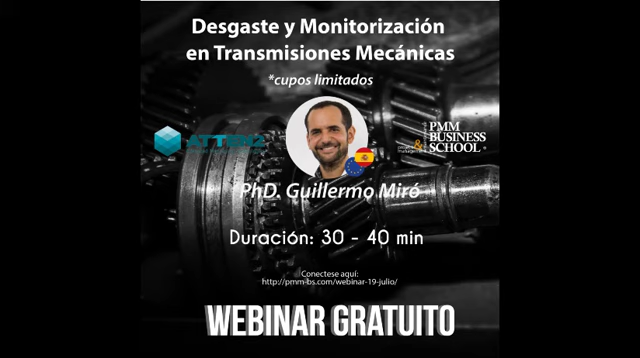 Desgaste y Monitorización
en Transmisiones Mecánicas
*cupos limitados
ATTEN2
PMM
BUSINESS
SCHOOL
PhD. Guillermo Miró
Duración: 30 - 40 min
Conectese aquí:
http://pmm-bs.com/webinar-19-julio/
WEBINAR GRATUITO